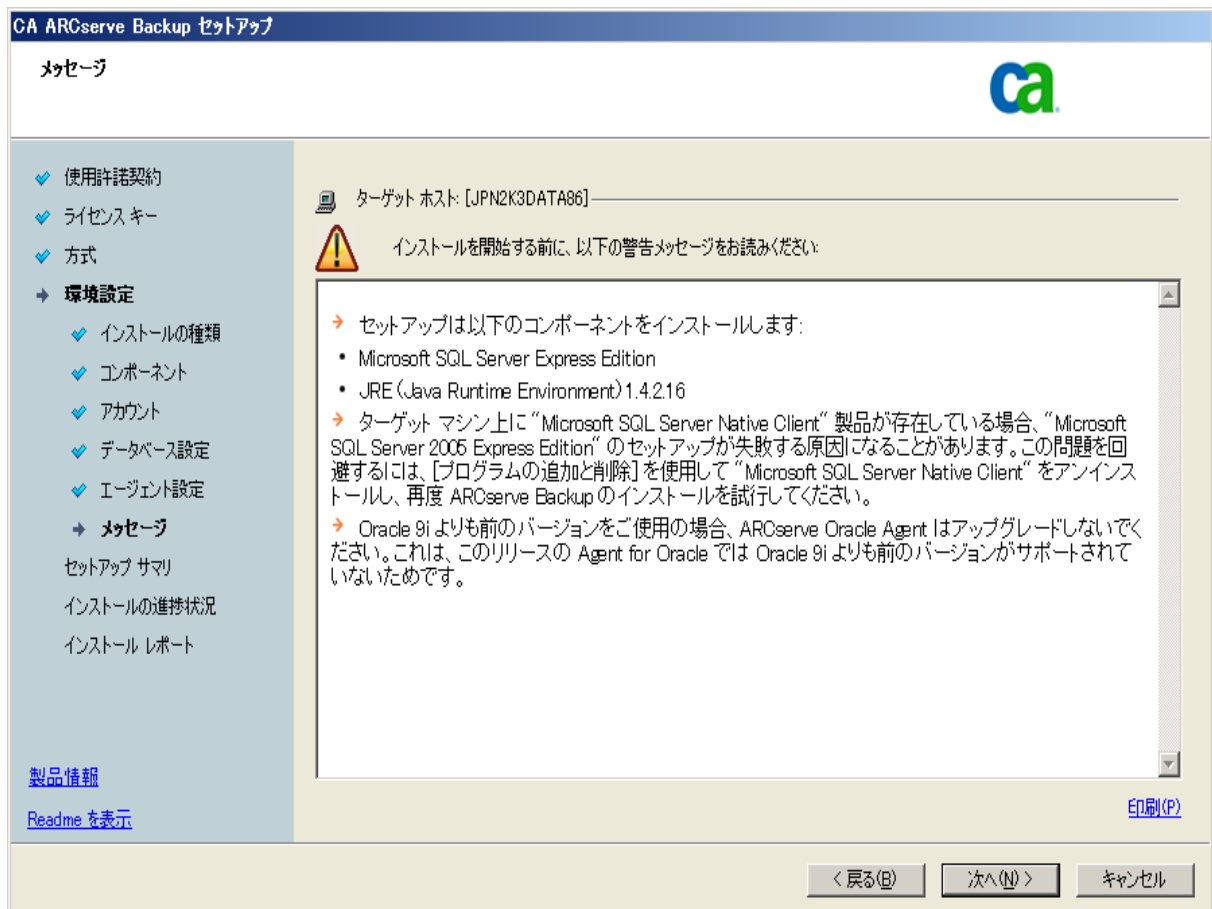 CA ARCserve Backup セットアップ
メッセージ
ca
使用許諾契約
ライセンス キー
方式
環境設定
インストールの種類
コンポーネント
アカウント
データベース設定
エージェント設定
メッセージ
セットアップ サマリ
インストールの進捗状況
インストール レポート
製品情報
Readme を表示
ターゲット ホスト: [JPN2K3DATA86]
インストールを開始する前に、以下の警告メッセージをお読みください:
セットアップは以下のコンポーネントをインストールします:
• Microsoft SQL Server Express Edition
• JRE (Java Runtime Environment) 1.4.2.16
ターゲット マシン上に "Microsoft SQL Server Native Client" 製品が存在している場合、"Microsoft
SQL Server 2005 Express Edition" のセットアップが失敗する原因になることがあります。この問題を回
避するには、[プログラムの追加と削除] を使用して "Microsoft SQL Server Native Client" をアンインス
トールし、再度 ARCserve Backup のインストールを試行してください。
Oracle 9i よりも前のバージョンをご使用の場合、ARCserve Oracle Agent はアップグレードしないでく
ださい。これは、このリリースの Agent for Oracle では Oracle 9i よりも前のバージョンがサポートされて
いないためです。
印刷(P)
< 戻る(B)
次へ(N) >
キャンセル